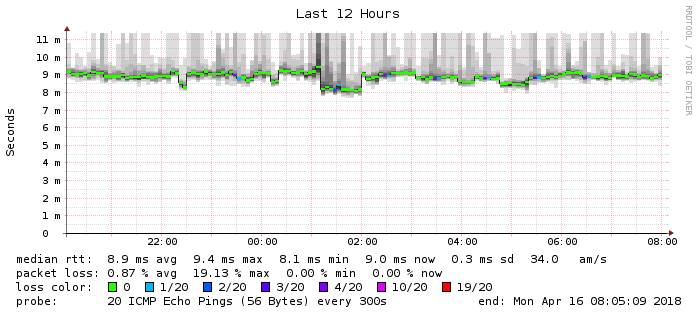 Last 12 Hours
RRDTOOL / TOBI OETIKER
Seconds
11 m
10 m
9 m
8 m
7 m
6 m
5 m
4 m
3 m
2 m
1 m
0
22:00 00:00 02:00 04:00 06:00 08:00
median rtt: 8.9 ms avg 9.4 ms max 8.1 ms min 9.0 ms now 0.3 ms sd 34.0 am/s
packet loss: 0.87 % avg 19.13 % max 0.00 % min 0.00 % now
loss color: 0 1/20 2/20 3/20 4/20 10/20 19/20
probe: 20 ICMP Echo Pings (56 Bytes) every 300s end: Mon Apr 16 08:05:09 2018